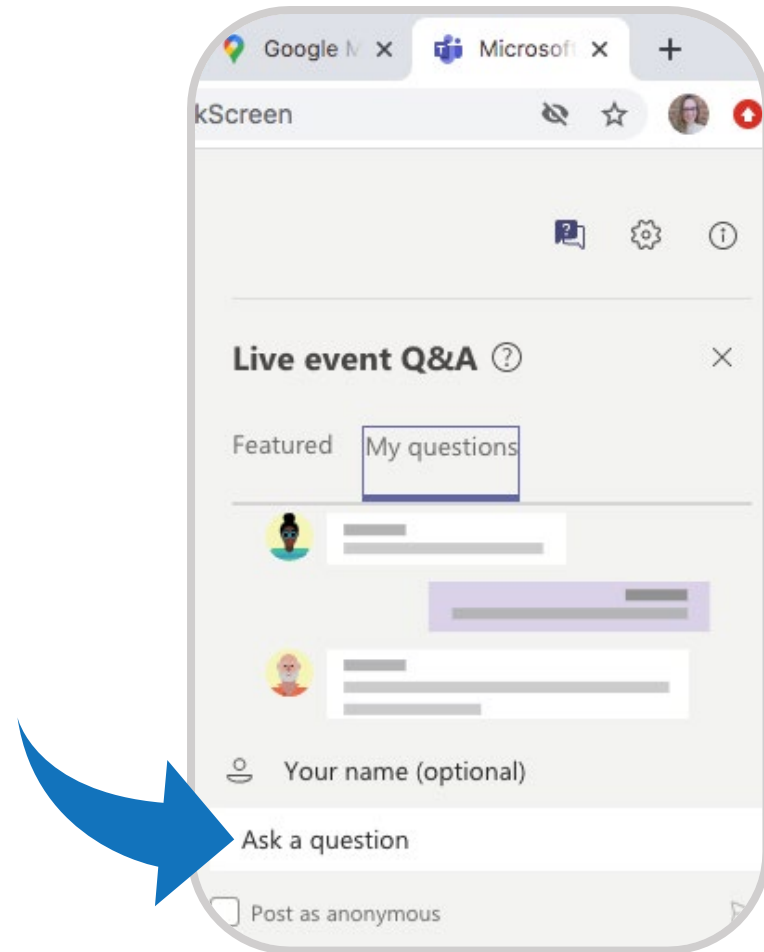 Google M
Microsoft
kScreen
Live event Q&A
Featured
My questions
Your name (optional)
Ask a question
Post as anonymous